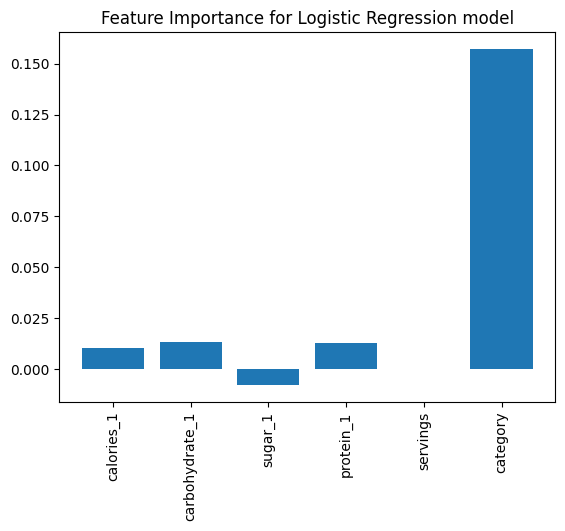 Feature Importance for Logistic Regression model
0.150
0.125
0.100
0.075
0.050
0.025
0.000
calories_1
carbohydrate_1
sugar_1
protein_1
servings
category